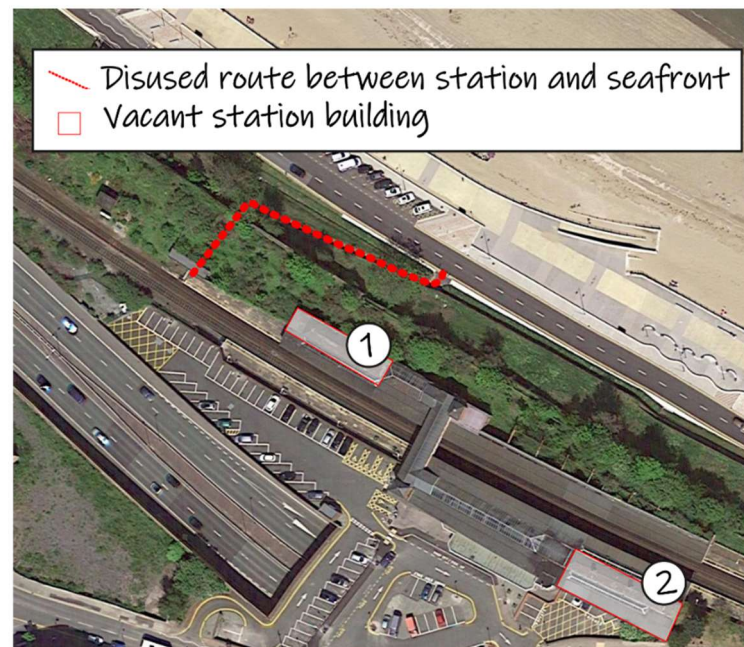 Disused route between station and seafront
Vacant station building
1
2